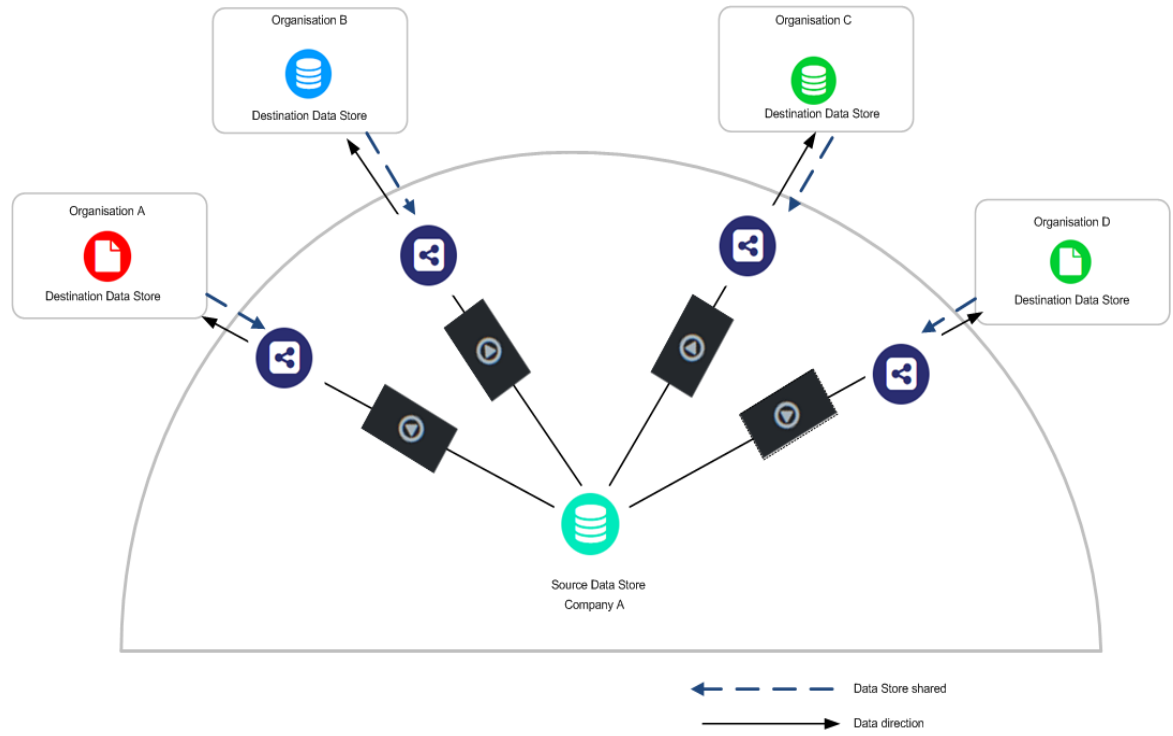 Organisation B
Destination Data Store
Organisation C
Destination Data Store
Organisation A
Destination Data Store
Organisation D
Destination Data Store
Source Data Store
Company A
Data Store shared
Data direction